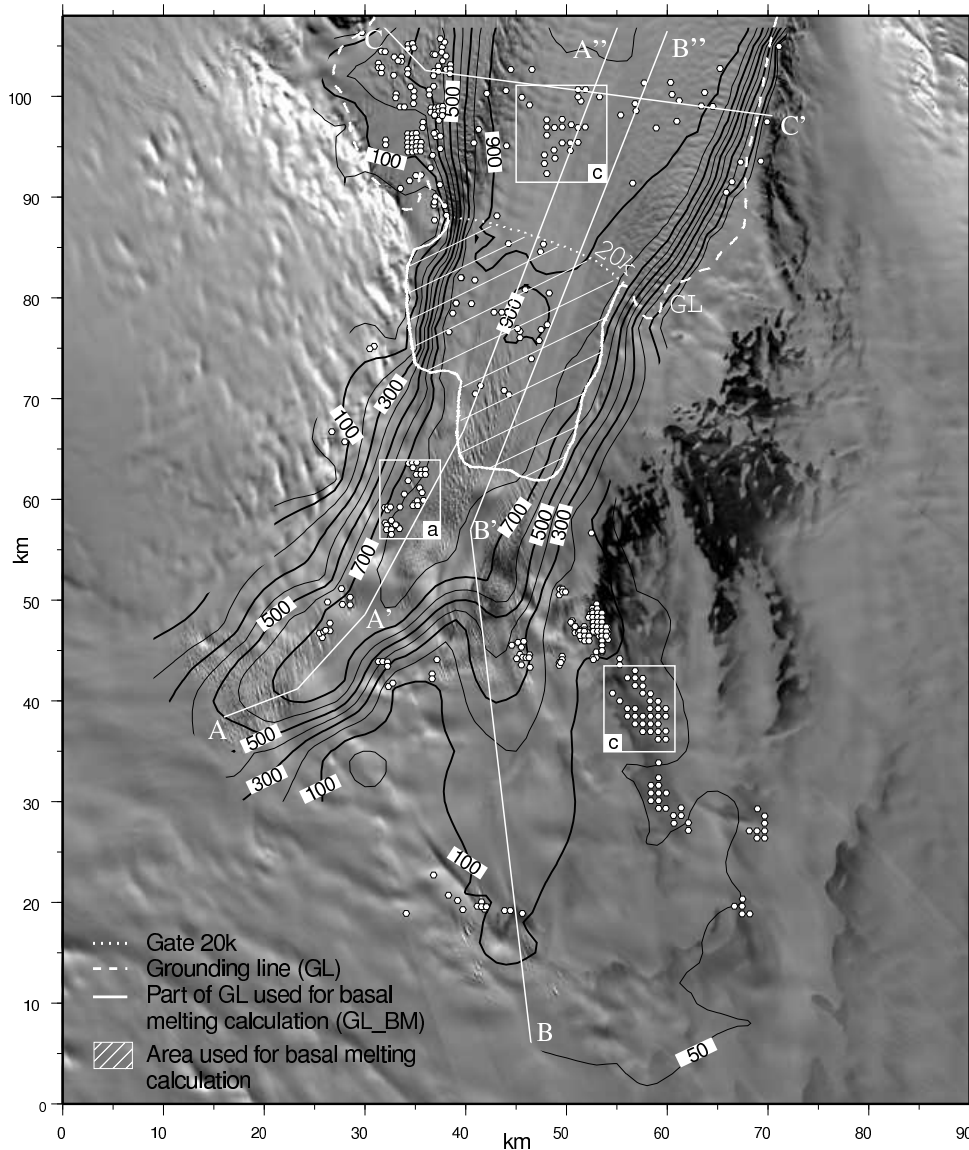 C
A’’
B’’
100
500
900
C’
c
100
90
20k
80
900
GL
300
70
100
60
a
B’
700
500
300
700
km
50
500
A’
40
A
500
c
300
100
30
100
20
Gate 20k
Grounding line (GL)
Part of GL used for basal
melting calculation (GL_BM)
Area used for basal melting
calculation
10
B
50
0
0 10 20 30 40 50 60 70 80 90
km